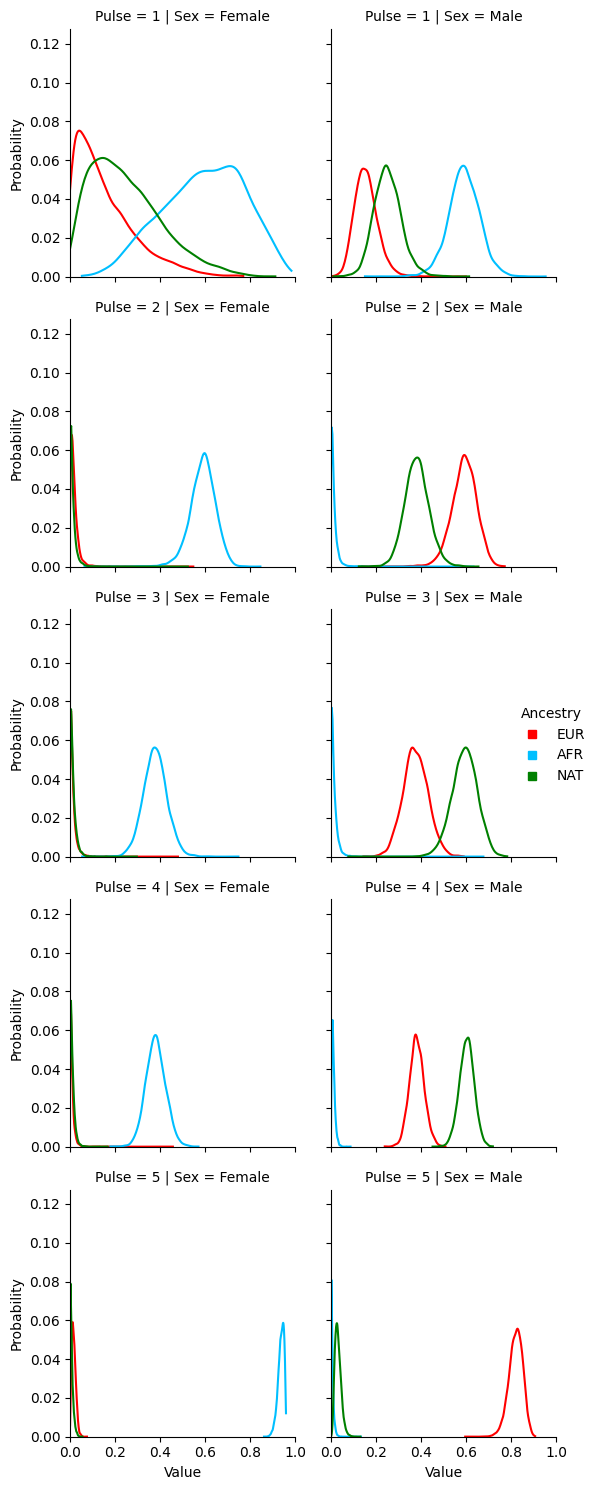 Pulse = 1 | Sex = Female
Pulse = 1 | Sex = Male
0.12
0.10
0.08
0.06
0.04
0.02
0.00
Probability
Pulse = 2 | Sex = Female
Pulse = 2 | Sex = Male
0.12
0.10
0.08
0.06
0.04
0.02
0.00
Probability
Pulse = 3 | Sex = Female
Pulse = 3 | Sex = Male
0.12
0.10
0.08
0.06
0.04
0.02
0.00
Probability
Ancestry
EUR
AFR
NAT
Pulse = 4 | Sex = Female
Pulse = 4 | Sex = Male
0.12
0.10
0.08
0.06
0.04
0.02
0.00
Probability
Pulse = 5 | Sex = Female
Pulse = 5 | Sex = Male
0.12
0.10
0.08
0.06
0.04
0.02
0.00
Probability
0.0 0.2 0.4 0.6 0.8 1.0
Value
0.0 0.2 0.4 0.6 0.8 1.0
Value